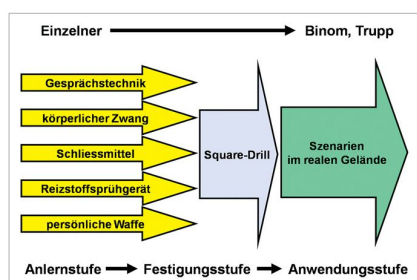 Einzelner
Binom, Trupp
Gesprächstechnik
körperlicher Zwang
Schliessmittel
Reizstoffsprühgerät
persönliche Waffe
Square-Drill
Szenarien
im realen Gelände
Anlernstufe
Festigungsstufe
Anwendungsstufe